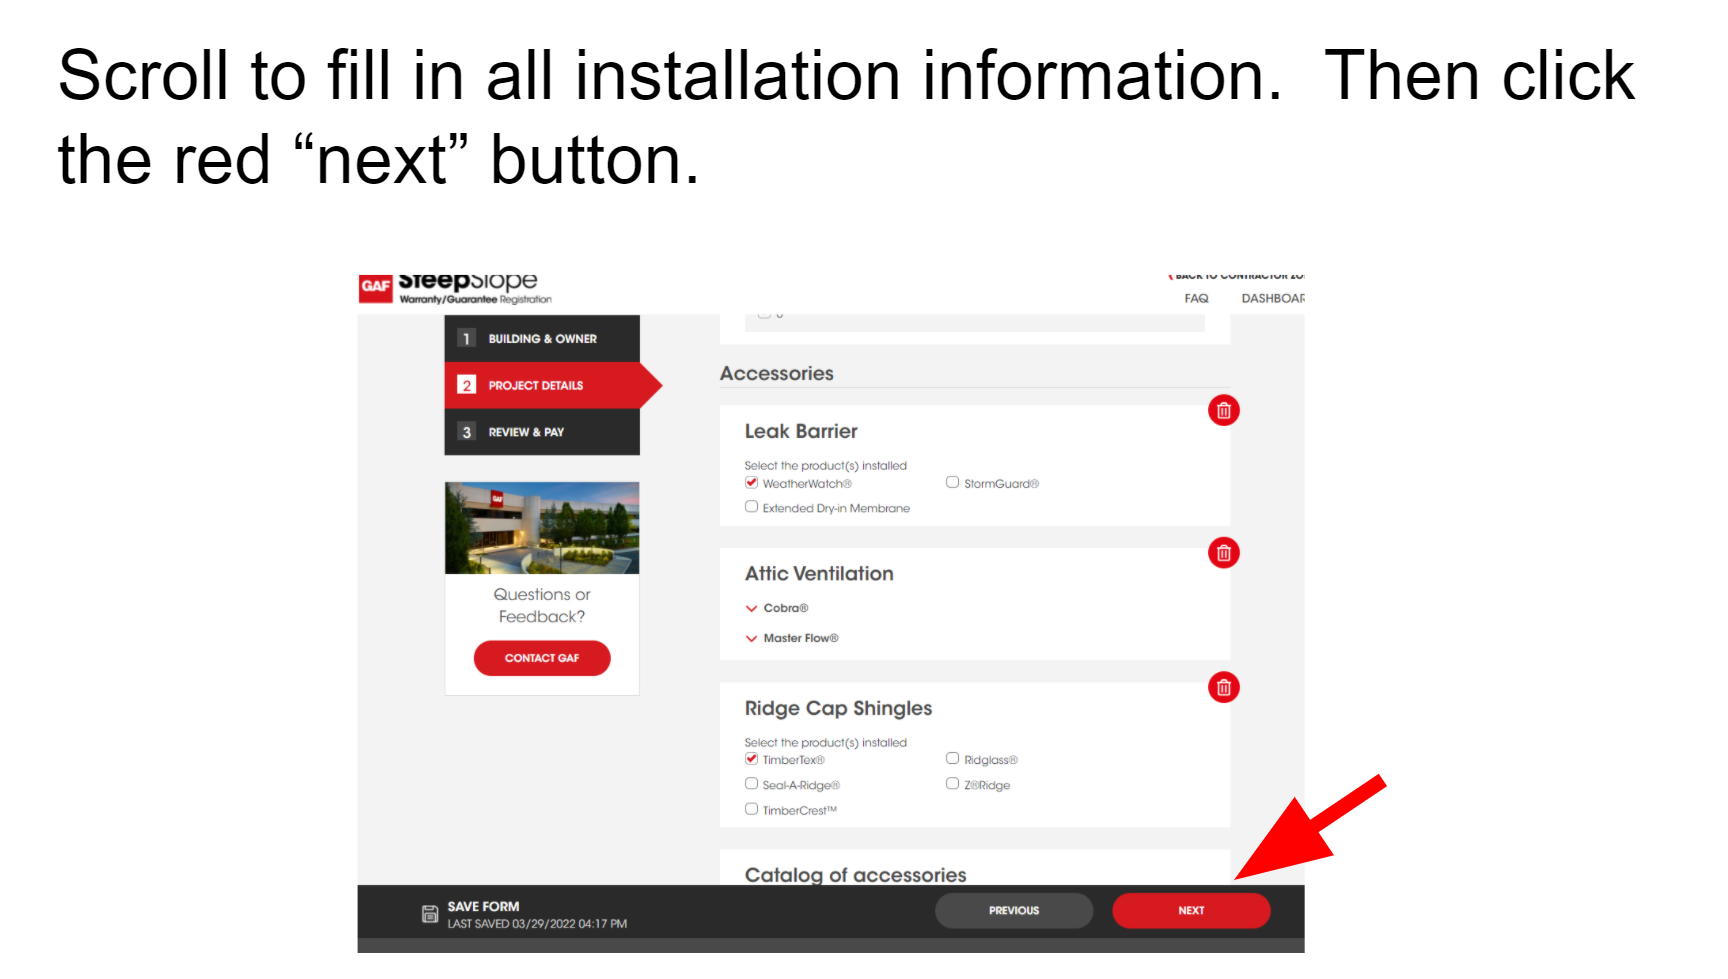 Scroll to fill in all installation information.  Then click
the red “next” button.
GAF SteepSlope
Warranty/Guarantee Registration
BACK TO CONTRACTOR
FAQ
1 BUILDING & OWNER
2 PROJECT DETAILS
3 REVIEW & PAY
GAF
Questions or
Feedback?
CONTACT GAF
Accessories
Leak Barrier
Select the product(s) installed
WeatherWatch®
StormGuard®
Extended Dry-in Membrane
Attic Ventilation
Cobra®
Master Flow®
Ridge Cap Shingles
Select the product(s) installed
TimberTex®
Ridglass®
Seal-A-Ridge®
Z®Ridge
TimberCrest™
Catalog of accessories
SAVE FORM
LAST SAVED 03/29/2022 04:17 PM
PREVIOUS
NEXT